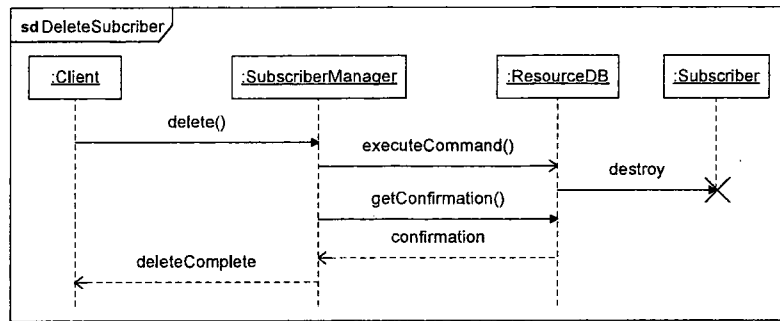 sd DeleteSubcriber
:Client
:SubscriberManager
:ResourceDB
:Subscriber
delete()
executeCommand()
destroy
getConfirmation()
confirmation
deleteComplete